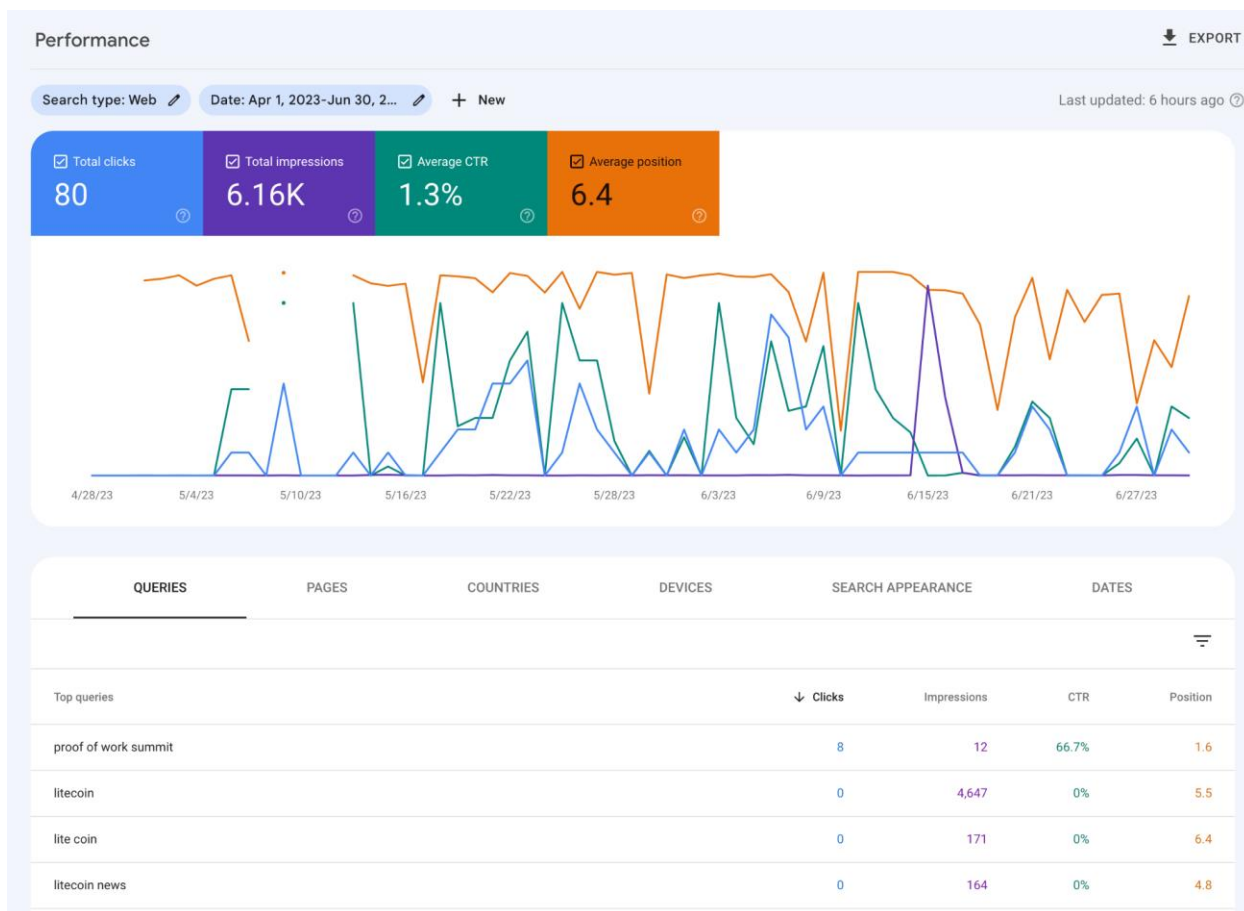 Performance
EXPORT
Search type: Web
Date: Apr 1, 2023-Jun 30, 2...
+ New
Last updated: 6 hours ago
Total clicks
80
Total impressions
6.16K
Average CTR
1.3%
Average position
6.4
4/28/23 5/4/23 5/10/23 5/16/23 5/22/23 5/28/23 6/3/23 6/9/23 6/15/23 6/21/23 6/27/23
QUERIES PAGES COUNTRIES DEVICES SEARCH APPEARANCE DATES
Top queries Clicks Impressions CTR Position
proof of work summit 8 12 66.7% 1.6
litecoin 0 4,647 0% 5.5
lite coin 0 171 0% 6.4
litecoin news 0 164 0% 4.8